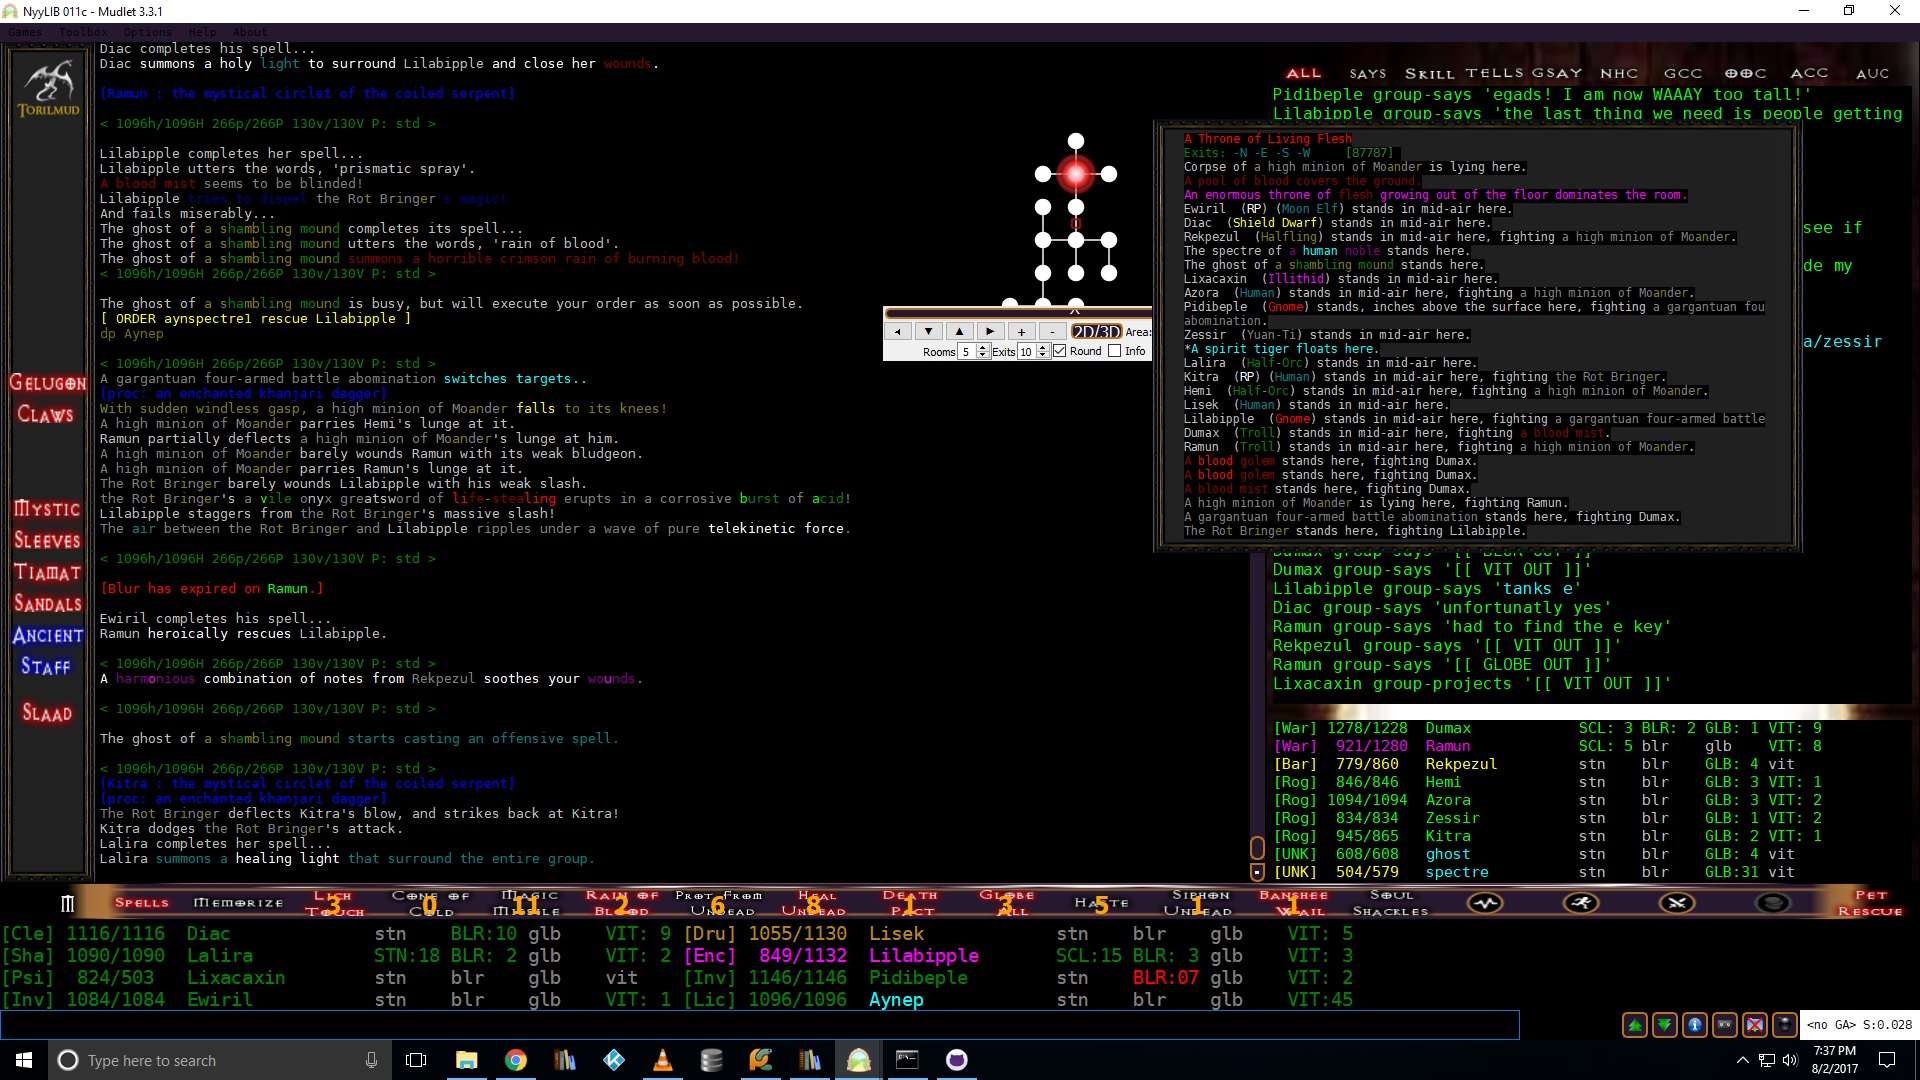 NyyLIB 011c - Mudlet 3.3.1
Games Toolbox Options Help About
TORILMUD
GELUGON
CLAWS
MYSTIC
SLEEVES
TIAMAT
SANDALS
ANCIENT
STAFF
SLAAD
Diac completes his spell...
Diac summons a holy light to surround Lilabipple and close her wounds.
[Ramun : the mystical circlet of the coiled serpent]
< 1096h/1096H 266p/266P 130v/130V P: std >
Lilabipple completes her spell...
Lilabipple utters the words, 'prismatic spray'.
A blood mist seems to be blinded!
Lilabipple tries to dispel the Rot Bringer's magic!
And fails miserably...
The ghost of a shambling mound completes its spell...
The ghost of a shambling mound utters the words, 'rain of blood'.
The ghost of a shambling mound summons a horrible crimson rain of burning blood!
< 1096h/1096H 266p/266P 130v/130V P: std >
The ghost of a shambling mound is busy, but will execute your order as soon as possible.
[ ORDER aynspectre1 rescue Lilabipple ]
dp Aynep
< 1096h/1096H 266p/266P 130v/130V P: std >
A gargantuan four-armed battle abomination switches targets..
[proc: an enchanted khanjari dagger]
With sudden windless gasp, a high minion of Moander falls to its knees!
A high minion of Moander parries Hemi's lunge at it.
Ramun partially deflects a high minion of Moander's lunge at him.
A high minion of Moander barely wounds Ramun with its weak bludgeon.
A high minion of Moander parries Ramun's lunge at it.
The Rot Bringer barely wounds Lilabipple with his weak slash.
the Rot Bringer's a vile onyx greatsword of life-stealing erupts in a corrosive burst of acid!
Lilabipple staggers from the Rot Bringer's massive slash!
The air between the Rot Bringer and Lilabipple ripples under a wave of pure telekinetic force.
< 1096h/1096H 266p/266P 130v/130V P: std >
[Blur has expired on Ramun.]
Ewiril completes his spell...
Ramun heroically rescues Lilabipple.
< 1096h/1096H 266p/266P 130v/130V P: std >
A harmonious combination of notes from Rekpezul soothes your wounds.
< 1096h/1096H 266p/266P 130v/130V P: std >
The ghost of a shambling mound starts casting an offensive spell.
< 1096h/1096H 266p/266P 130v/130V P: std >
[Kitra : the mystical circlet of the coiled serpent]
[proc: an enchanted khanjari dagger]
The Rot Bringer deflects Kitra's blow, and strikes back at Kitra!
Kitra dodges the Rot Bringer's attack.
Lalira completes her spell...
Lalira summons a healing light that surround the entire group.
+ - 2D/3D Area:
Rooms 5 Exits 10 Round Info
ALL SAYS SKILL TELLS GSAY NHC GCC OOC ACC AUC
Pidibeple group-says 'egads! I am now WAAAY too tall!'
Lilabipple group-says 'the last thing we need is people getting
see if
de my
a/zessir
A Throne of Living Flesh
Exits: -N -E -S -W [87787]
Corpse of a high minion of Moander is lying here.
A pool of blood covers the ground.
An enormous throne of flesh growing out of the floor dominates the room.
Ewiril (RP) (Moon Elf) stands in mid-air here.
Diac (Shield Dwarf) stands in mid-air here.
Rekpezul (Halfling) stands in mid-air here, fighting a high minion of Moander.
The spectre of a human noble stands here.
The ghost of a shambling mound stands here.
Lixacaxin (Illithid) stands in mid-air here.
Azora (Human) stands in mid-air here, fighting a high minion of Moander.
Pidibeple (Gnome) stands, inches above the surface here, fighting a gargantuan fou
abomination.
Zessir (Yuan-Ti) stands in mid-air here.
*A spirit tiger floats here.
Lalira (Half-Orc) stands in mid-air here.
Kitra (RP) (Human) stands in mid-air here, fighting the Rot Bringer.
Hemi (Half-Orc) stands in mid-air here, fighting a high minion of Moander.
Lisek (Human) stands in mid-air here.
Lilabipple (Gnome) stands in mid-air here, fighting a gargantuan four-armed battle
Dumax (Troll) stands in mid-air here, fighting a blood mist.
Ramun (Troll) stands in mid-air here, fighting a high minion of Moander.
A blood golem stands here, fighting Dumax.
A blood golem stands here, fighting Dumax.
A blood mist stands here, fighting Dumax.
A high minion of Moander is lying here, fighting Ramun.
A gargantuan four-armed battle abomination stands here, fighting Dumax.
The Rot Bringer stands here, fighting Lilabipple.
Dumax group-says '[[ BLUR OUT ]]'
Dumax group-says '[[ VIT OUT ]]'
Lilabipple group-says 'tanks e'
Diac group-says 'unfortunatly yes'
Ramun group-says 'had to find the e key'
Rekpezul group-says '[[ VIT OUT ]]'
Ramun group-says '[[ GLOBE OUT ]]'
Lixacaxin group-projects '[[ VIT OUT ]]'
[War] 1278/1228 Dumax SCL: 3 BLR: 2 GLB: 1 VIT: 9
[War] 921/1280 Ramun SCL: 5 blr glb VIT: 8
[Bar] 779/860 Rekpezul stn blr GLB: 4 vit
[Rog] 846/846 Hemi stn blr GLB: 3 VIT: 1
[Rog] 1094/1094 Azora stn blr GLB: 3 VIT: 2
[Rog] 834/834 Zessir stn blr GLB: 1 VIT: 2
[Rog] 945/865 Kitra stn blr GLB: 2 VIT: 1
[UNK] 608/608 ghost stn blr GLB: 4 vit
[UNK] 504/579 spectre stn blr GLB:31 vit
SPELLS MEMORIZE LICH TOUCH 3 CONE OF COLD 0 MAGIC MISSILE 11 RAIN OF BLOOD 2 PROT FROM UNDEAD 6 HEAL UNDEAD 8 DEATH PACT 1 GLOBE ALL 3 HASTE 5 SIPHON UNDEAD 1 BANSHEE WAIL 1 SOUL SHACKLES PET RESCUE
[Cle] 1116/1116 Diac stn BLR:10 glb VIT: 9 [Dru] 1055/1130 Lisek stn blr glb VIT: 5
[Sha] 1090/1090 Lalira STN:18 BLR: 2 glb VIT: 2 [Enc] 849/1132 Lilabipple SCL:15 BLR: 3 glb VIT: 3
[Psi] 824/503 Lixacaxin stn blr glb vit [Inv] 1146/1146 Pidibeple stn BLR:07 glb VIT: 2
[Inv] 1084/1084 Ewiril stn blr glb VIT: 1 [Lic] 1096/1096 Aynep stn blr glb VIT:45
<no GA> S:0.028
Type here to search
7:37 PM
8/2/2017